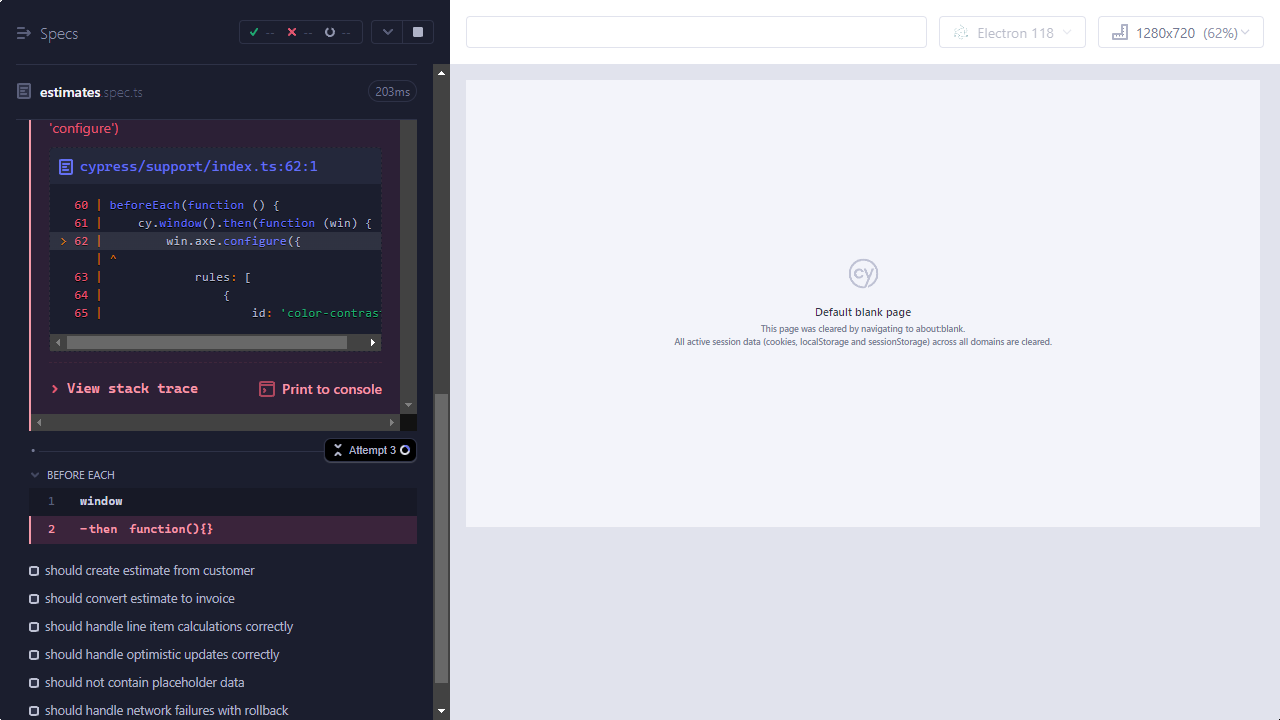 Specs
--
--
--
estimates spec.ts
203ms
'configure')
cypress/support/index.ts:62:1
60 | beforeEach(function () {
61 | cy.window().then(function (win) {
> 62 | win.axe.configure({
| ^
63 | rules: [
64 | {
65 | id: 'color-contras
View stack trace
Print to console
Attempt 3
BEFORE EACH
1 window
2 -then function(){}
should create estimate from customer
should convert estimate to invoice
should handle line item calculations correctly
should handle optimistic updates correctly
should not contain placeholder data
should handle network failures with rollback
Electron 118
1280x720 (62%)
cy
Default blank page
This page was cleared by navigating to about:blank.
All active session data (cookies, localStorage and sessionStorage) across all domains are cleared.